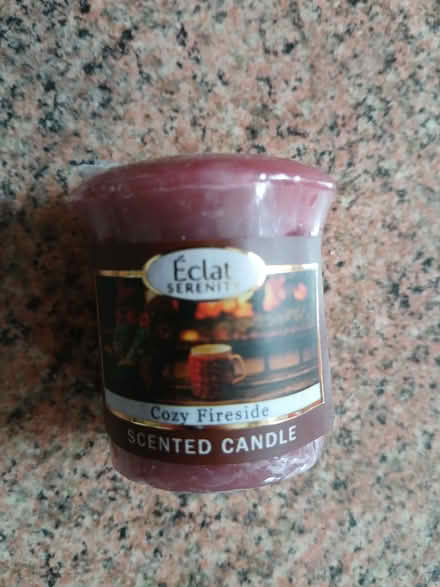 Éclat
SERENITY
Cozy Fireside
SCENTED CANDLE